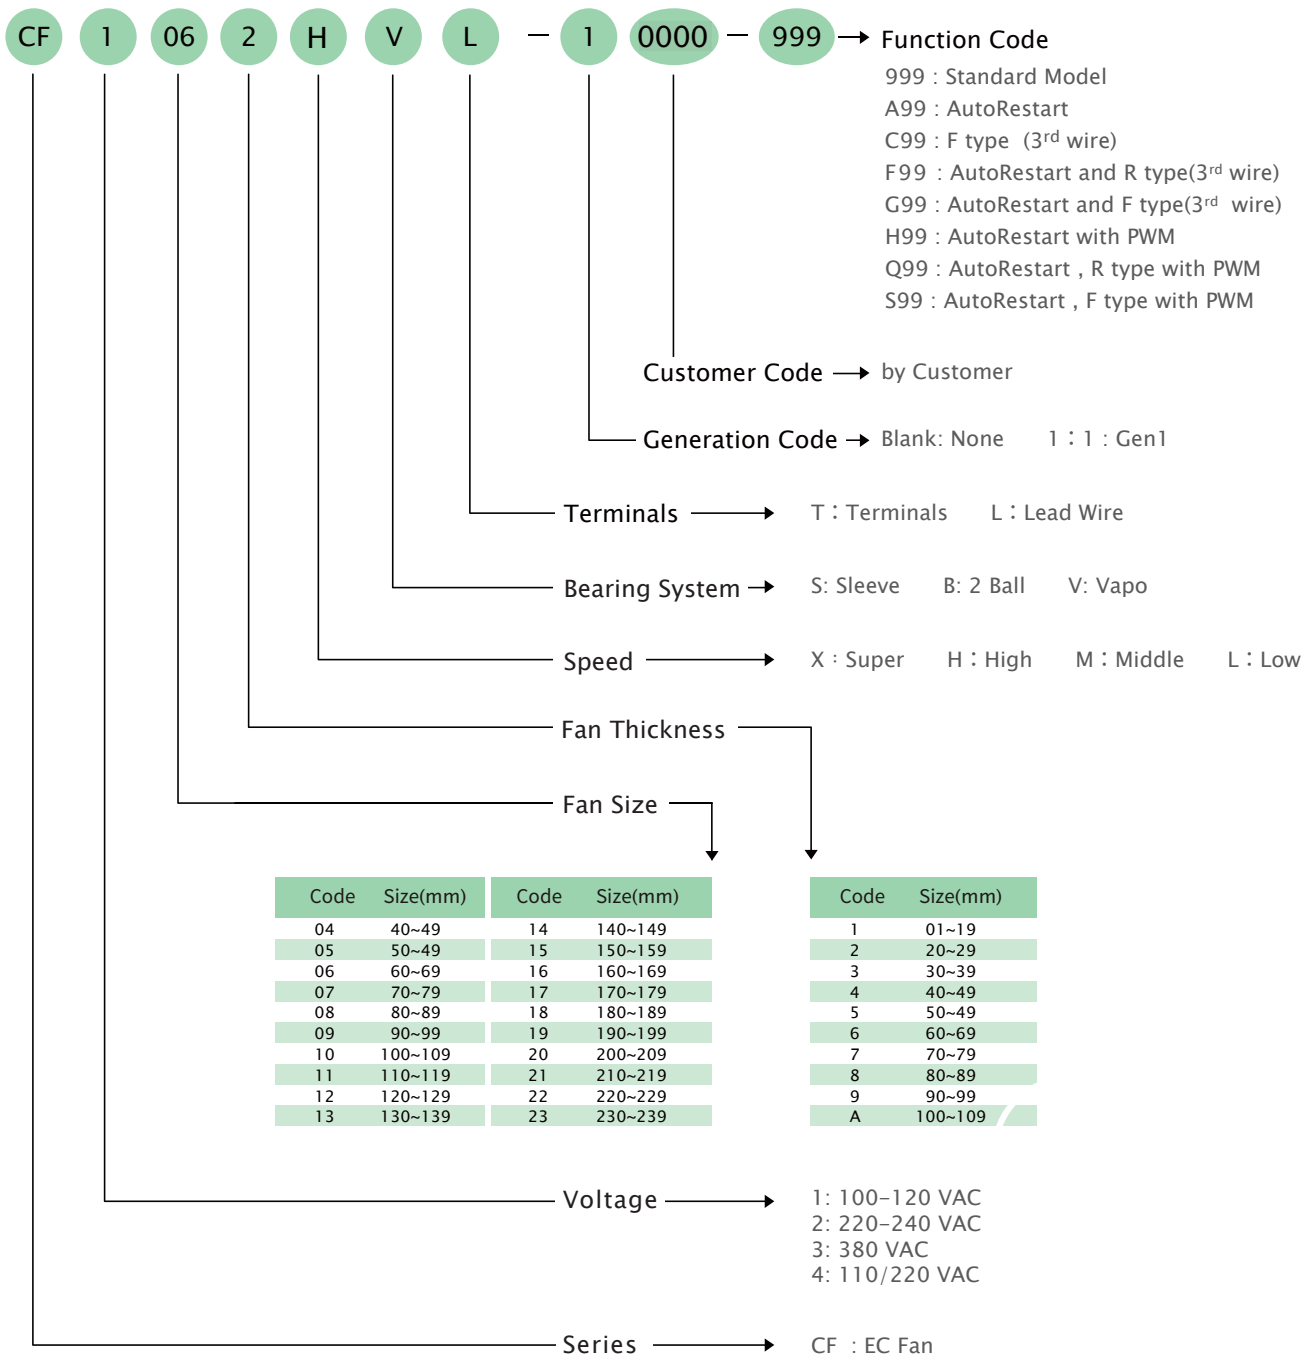 CF 1 06 2 H V L – 1 0000 – 999 Function Code
999 : Standard Model
A99 : AutoRestart
C99 : F type (3rd wire)
F99 : AutoRestart and R type(3rd wire)
G99 : AutoRestart and F type(3rd wire)
H99 : AutoRestart with PWM
Q99 : AutoRestart , R type with PWM
S99 : AutoRestart , F type with PWM
Customer Code by Customer
Generation Code Blank: None 1：1 : Gen1
Terminals T：Terminals L：Lead Wire
Bearing System S: Sleeve B: 2 Ball V: Vapo
Speed X：Super H：High M：Middle L：Low
Fan Thickness
Fan Size
Code Size(mm) Code Size(mm) Code Size(mm)
04 40~49 14 140~149 1 01~19
05 50~49 15 150~159 2 20~29
06 60~69 16 160~169 3 30~39
07 70~79 17 170~179 4 40~49
08 80~89 18 180~189 5 50~49
09 90~99 19 190~199 6 60~69
10 100~109 20 200~209 7 70~79
11 110~119 21 210~219 8 80~89
12 120~129 22 220~229 9 90~99
13 130~139 23 230~239 A 100~109
Voltage 1: 100–120 VAC
2: 220–240 VAC
3: 380 VAC
4: 110/220 VAC
Series CF : EC Fan